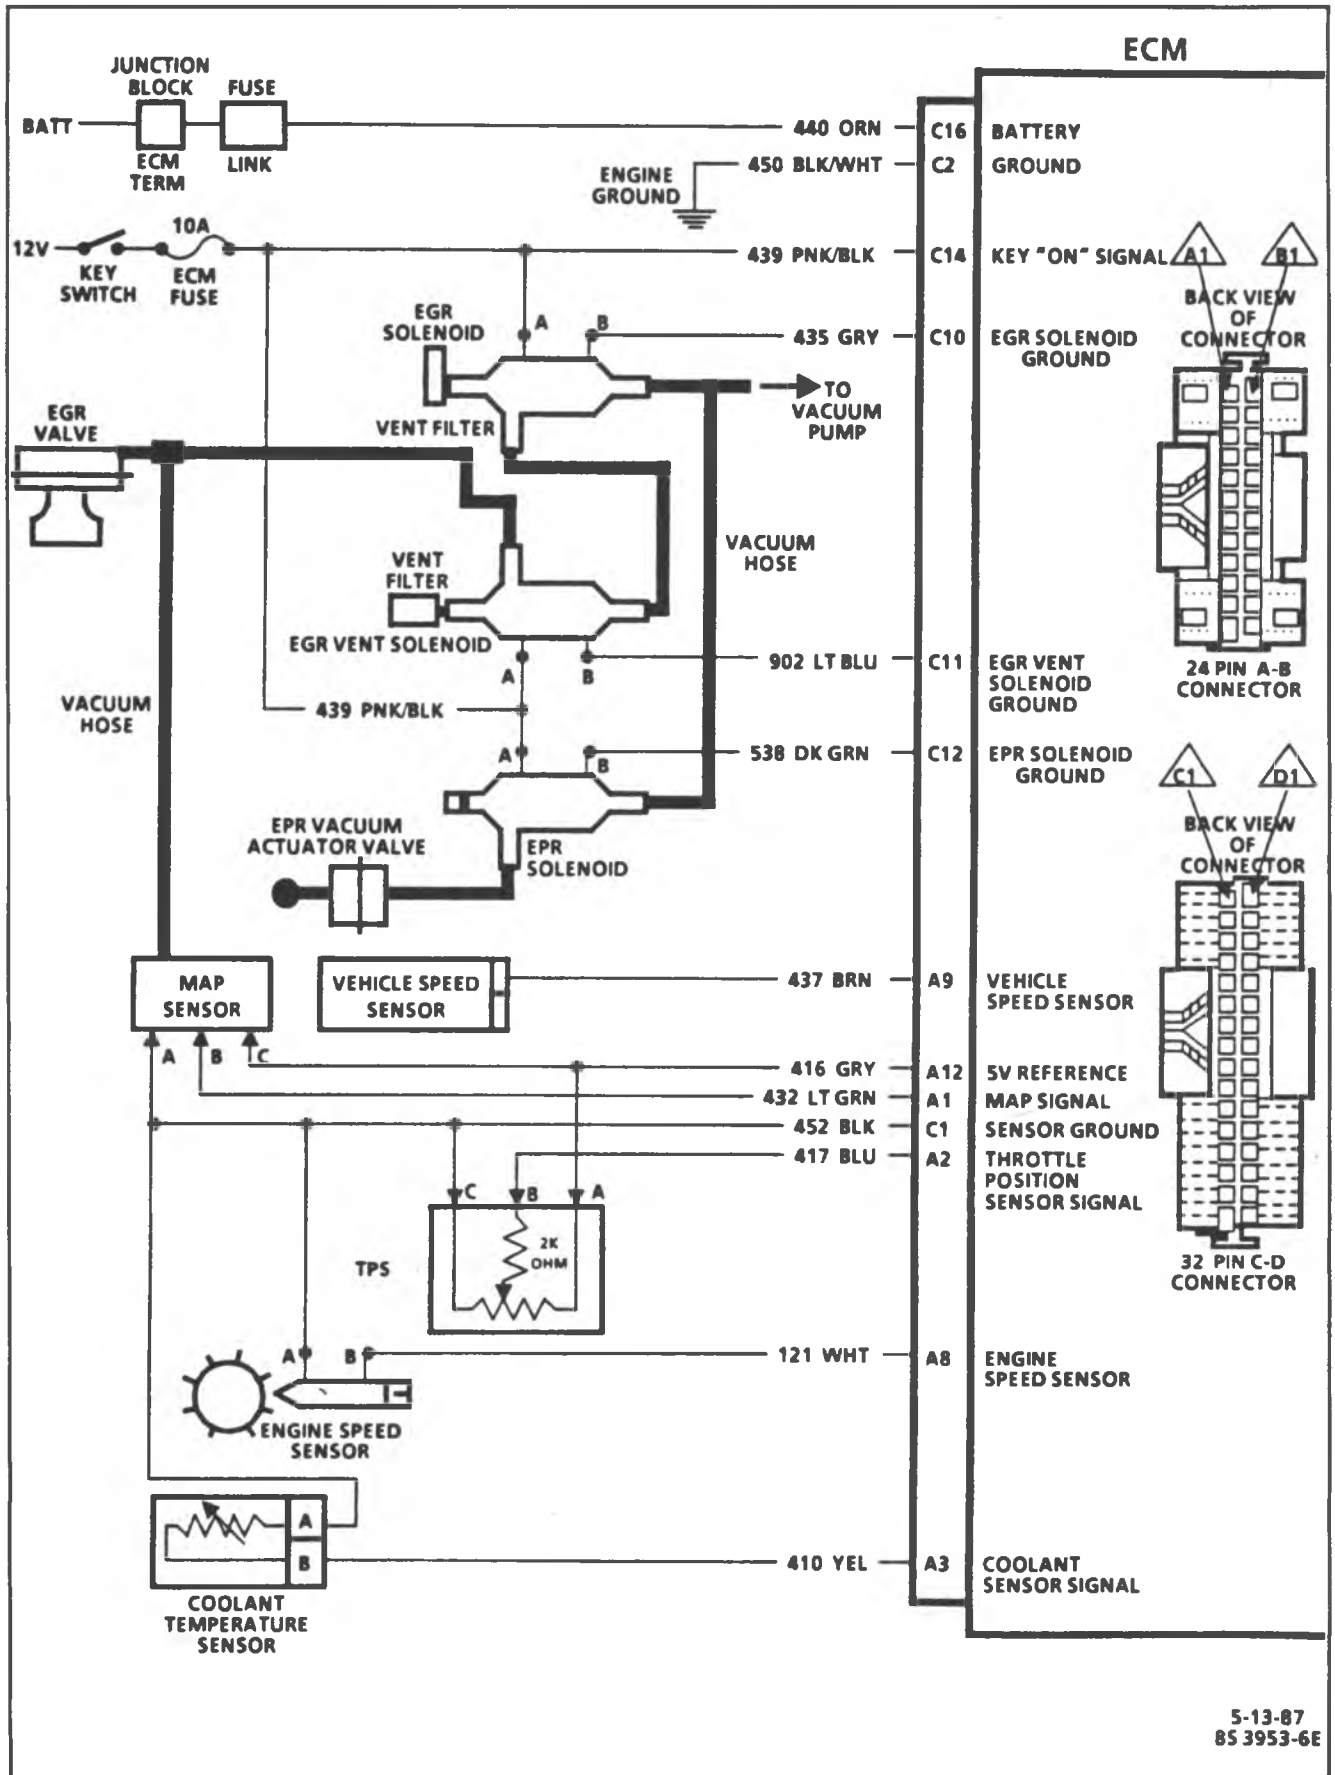 ECM
JUNCTION
BLOCK
FUSE
BATT
ECM
TERM
LINK
440 ORN
C16
BATTERY
450 BLK/WHT
C2
GROUND
ENGINE
GROUND
10A
12V
KEY
SWITCH
ECM
FUSE
439 PNK/BLK
C14
KEY "ON" SIGNAL
A1
B1
BACK VIEW
OF
CONNECTOR
EGR
SOLENOID
A
B
435 GRY
C10
EGR SOLENOID
GROUND
TO
VACUUM
PUMP
VENT FILTER
EGR
VALVE
VENT
FILTER
VACUUM
HOSE
EGR VENT SOLENOID
A
B
902 LT BLU
C11
EGR VENT
SOLENOID
GROUND
24 PIN A-B
CONNECTOR
VACUUM
HOSE
439 PNK/BLK
A
B
538 DK GRN
C12
EPR SOLENOID
GROUND
C1
D1
BACK VIEW
OF
CONNECTOR
EPR VACUUM
ACTUATOR VALVE
EPR
SOLENOID
MAP
SENSOR
VEHICLE SPEED
SENSOR
437 BRN
A9
VEHICLE
SPEED SENSOR
A
B
C
416 GRY
A12
5V REFERENCE
432 LT GRN
A1
MAP SIGNAL
452 BLK
C1
SENSOR GROUND
417 BLU
A2
THROTTLE
POSITION
SENSOR SIGNAL
C
B
A
2K
OHM
TPS
32 PIN C-D
CONNECTOR
A
B
121 WHT
A8
ENGINE
SPEED SENSOR
ENGINE SPEED
SENSOR
A
B
410 YEL
A3
COOLANT
SENSOR SIGNAL
COOLANT
TEMPERATURE
SENSOR
5-13-87
8S 3953-6E